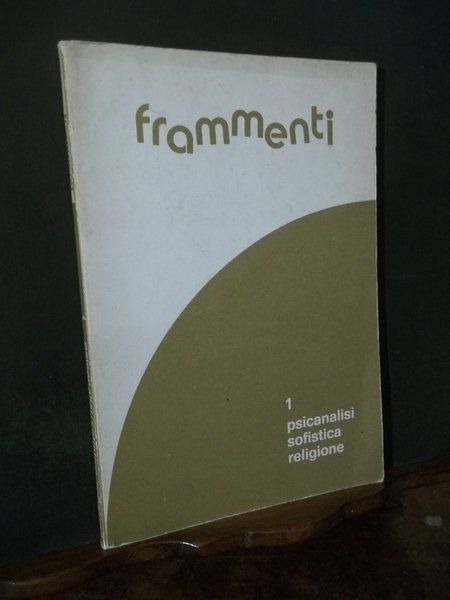 frammenti
1
psicanalisi
sofistica
religione